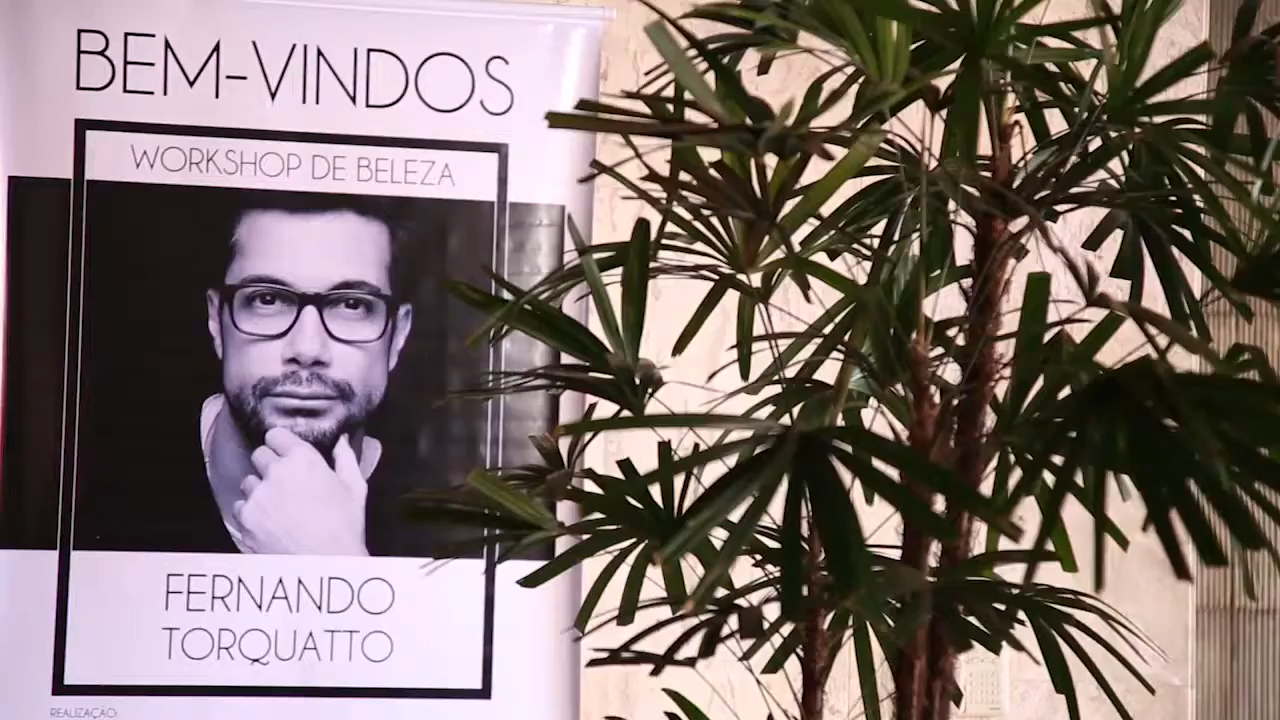 BEM-VINDOS
WORKSHOP DE BELEZA
FERNANDO
TORQUATTO
REALIZAÇÃO: